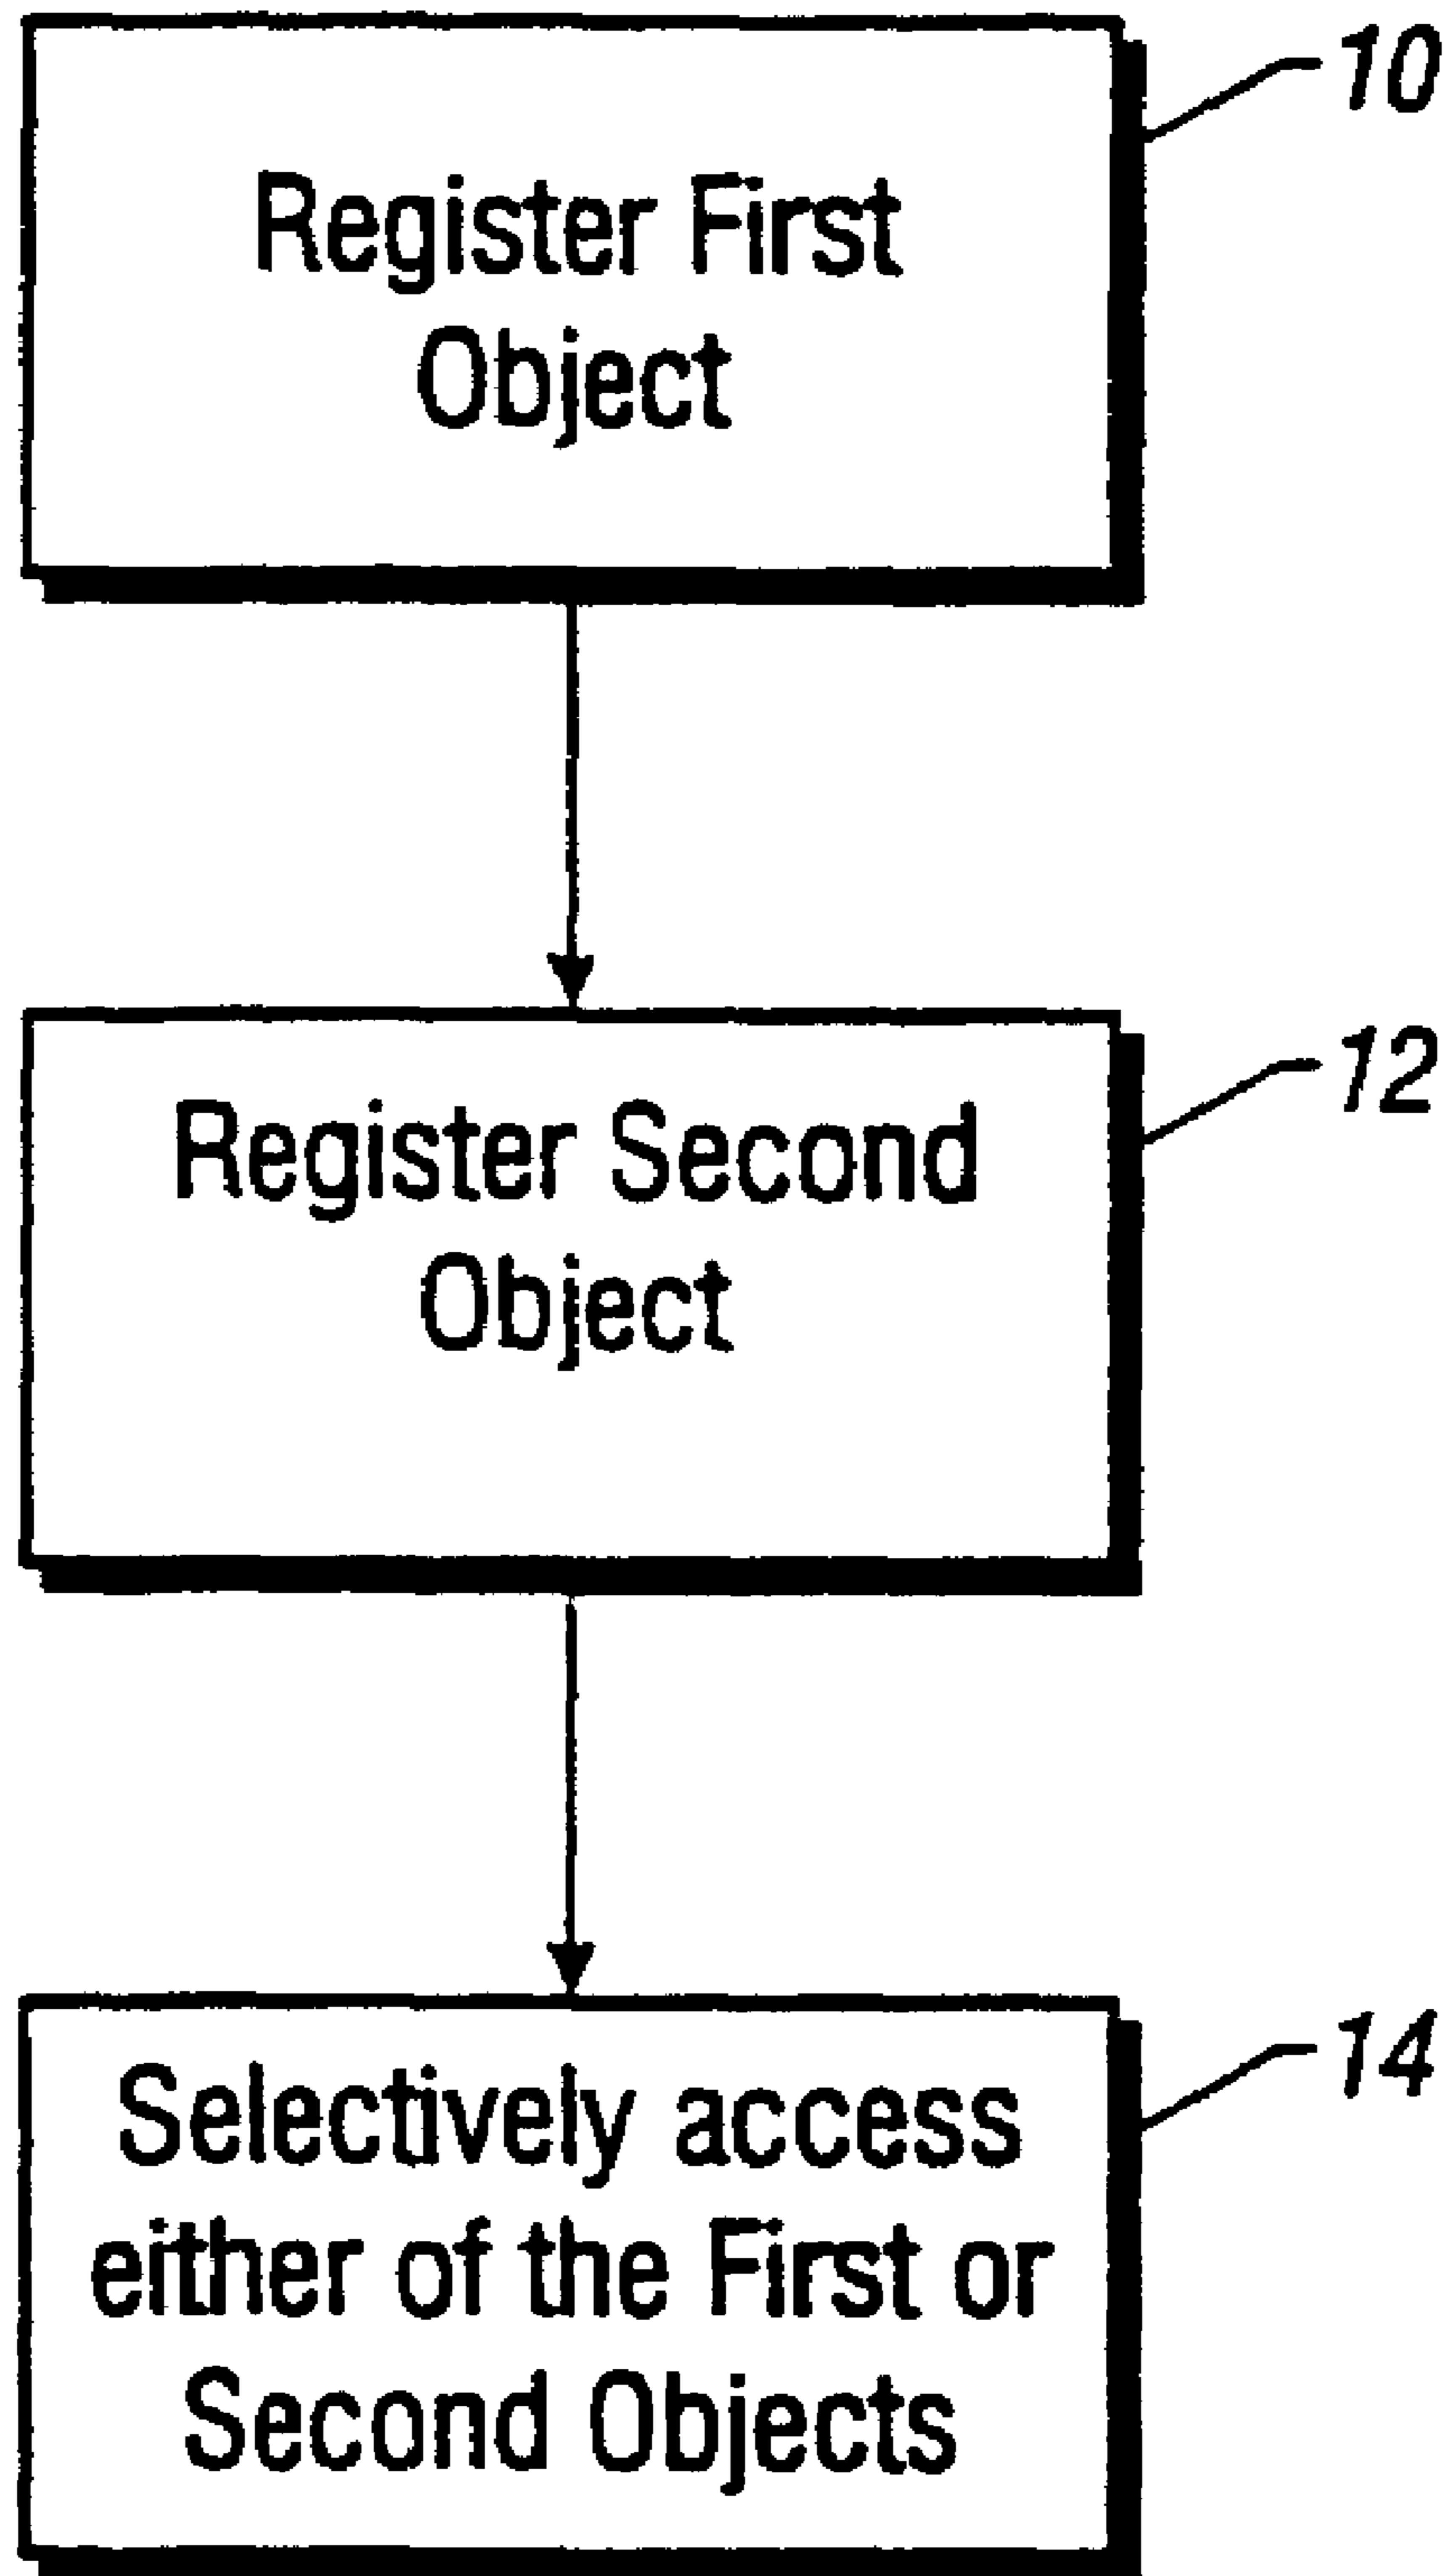 10
Register First
Object
12
Register Second
Object
14
Selectively access
either of the First or
Second Objects